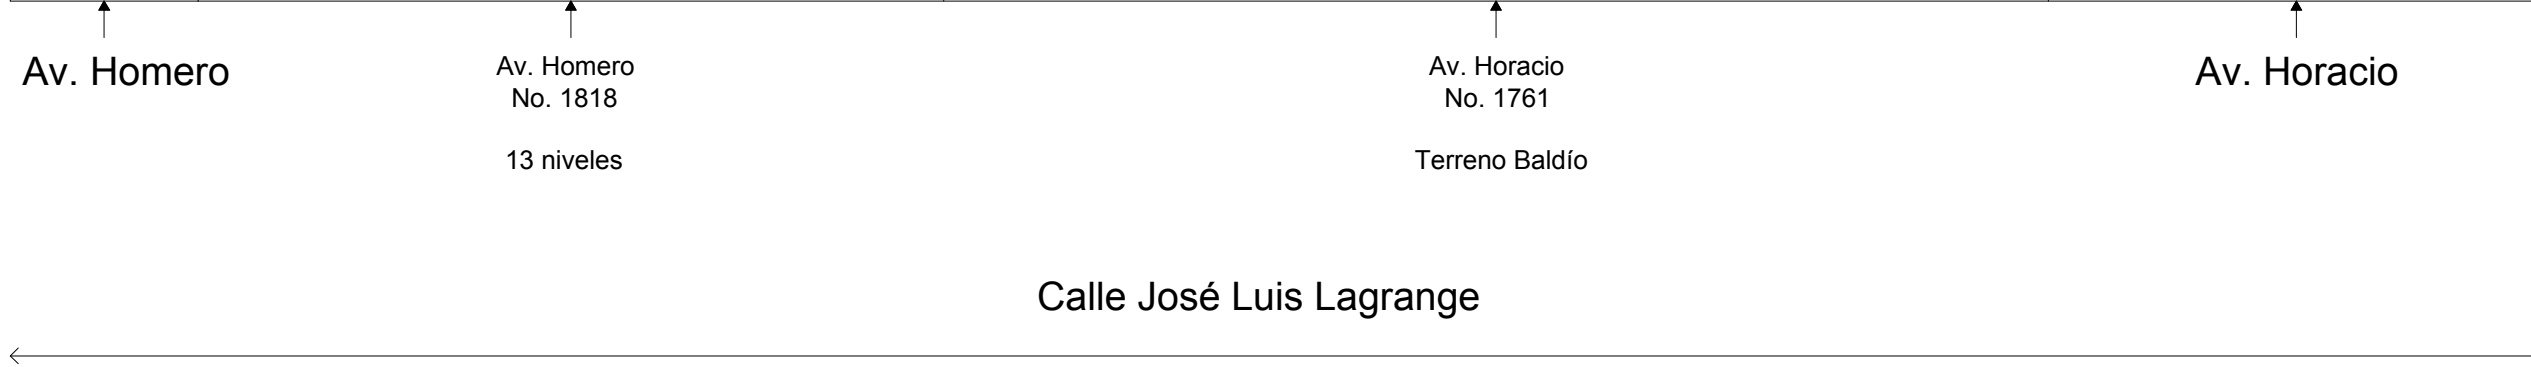 Av. Homero
Av. Homero
No. 1818
13 niveles
Av. Horacio
No. 1761
Terreno Baldío
Av. Horacio
Calle José Luis Lagrange